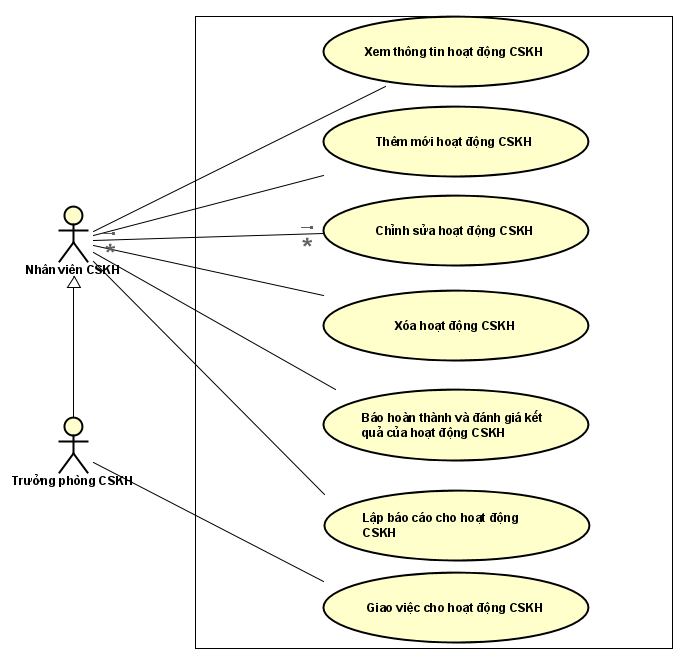 Xem thông tin hoạt động CSKH
Thêm mới hoạt động CSKH
Chỉnh sửa hoạt động CSKH
*
*
Nhân viên CSKH
Xóa hoạt động CSKH
Báo hoàn thành và đánh giá kết
quả của hoạt động CSKH
Trưởng phòng CSKH
Lập báo cáo cho hoạt động
CSKH
Giao việc cho hoạt động CSKH